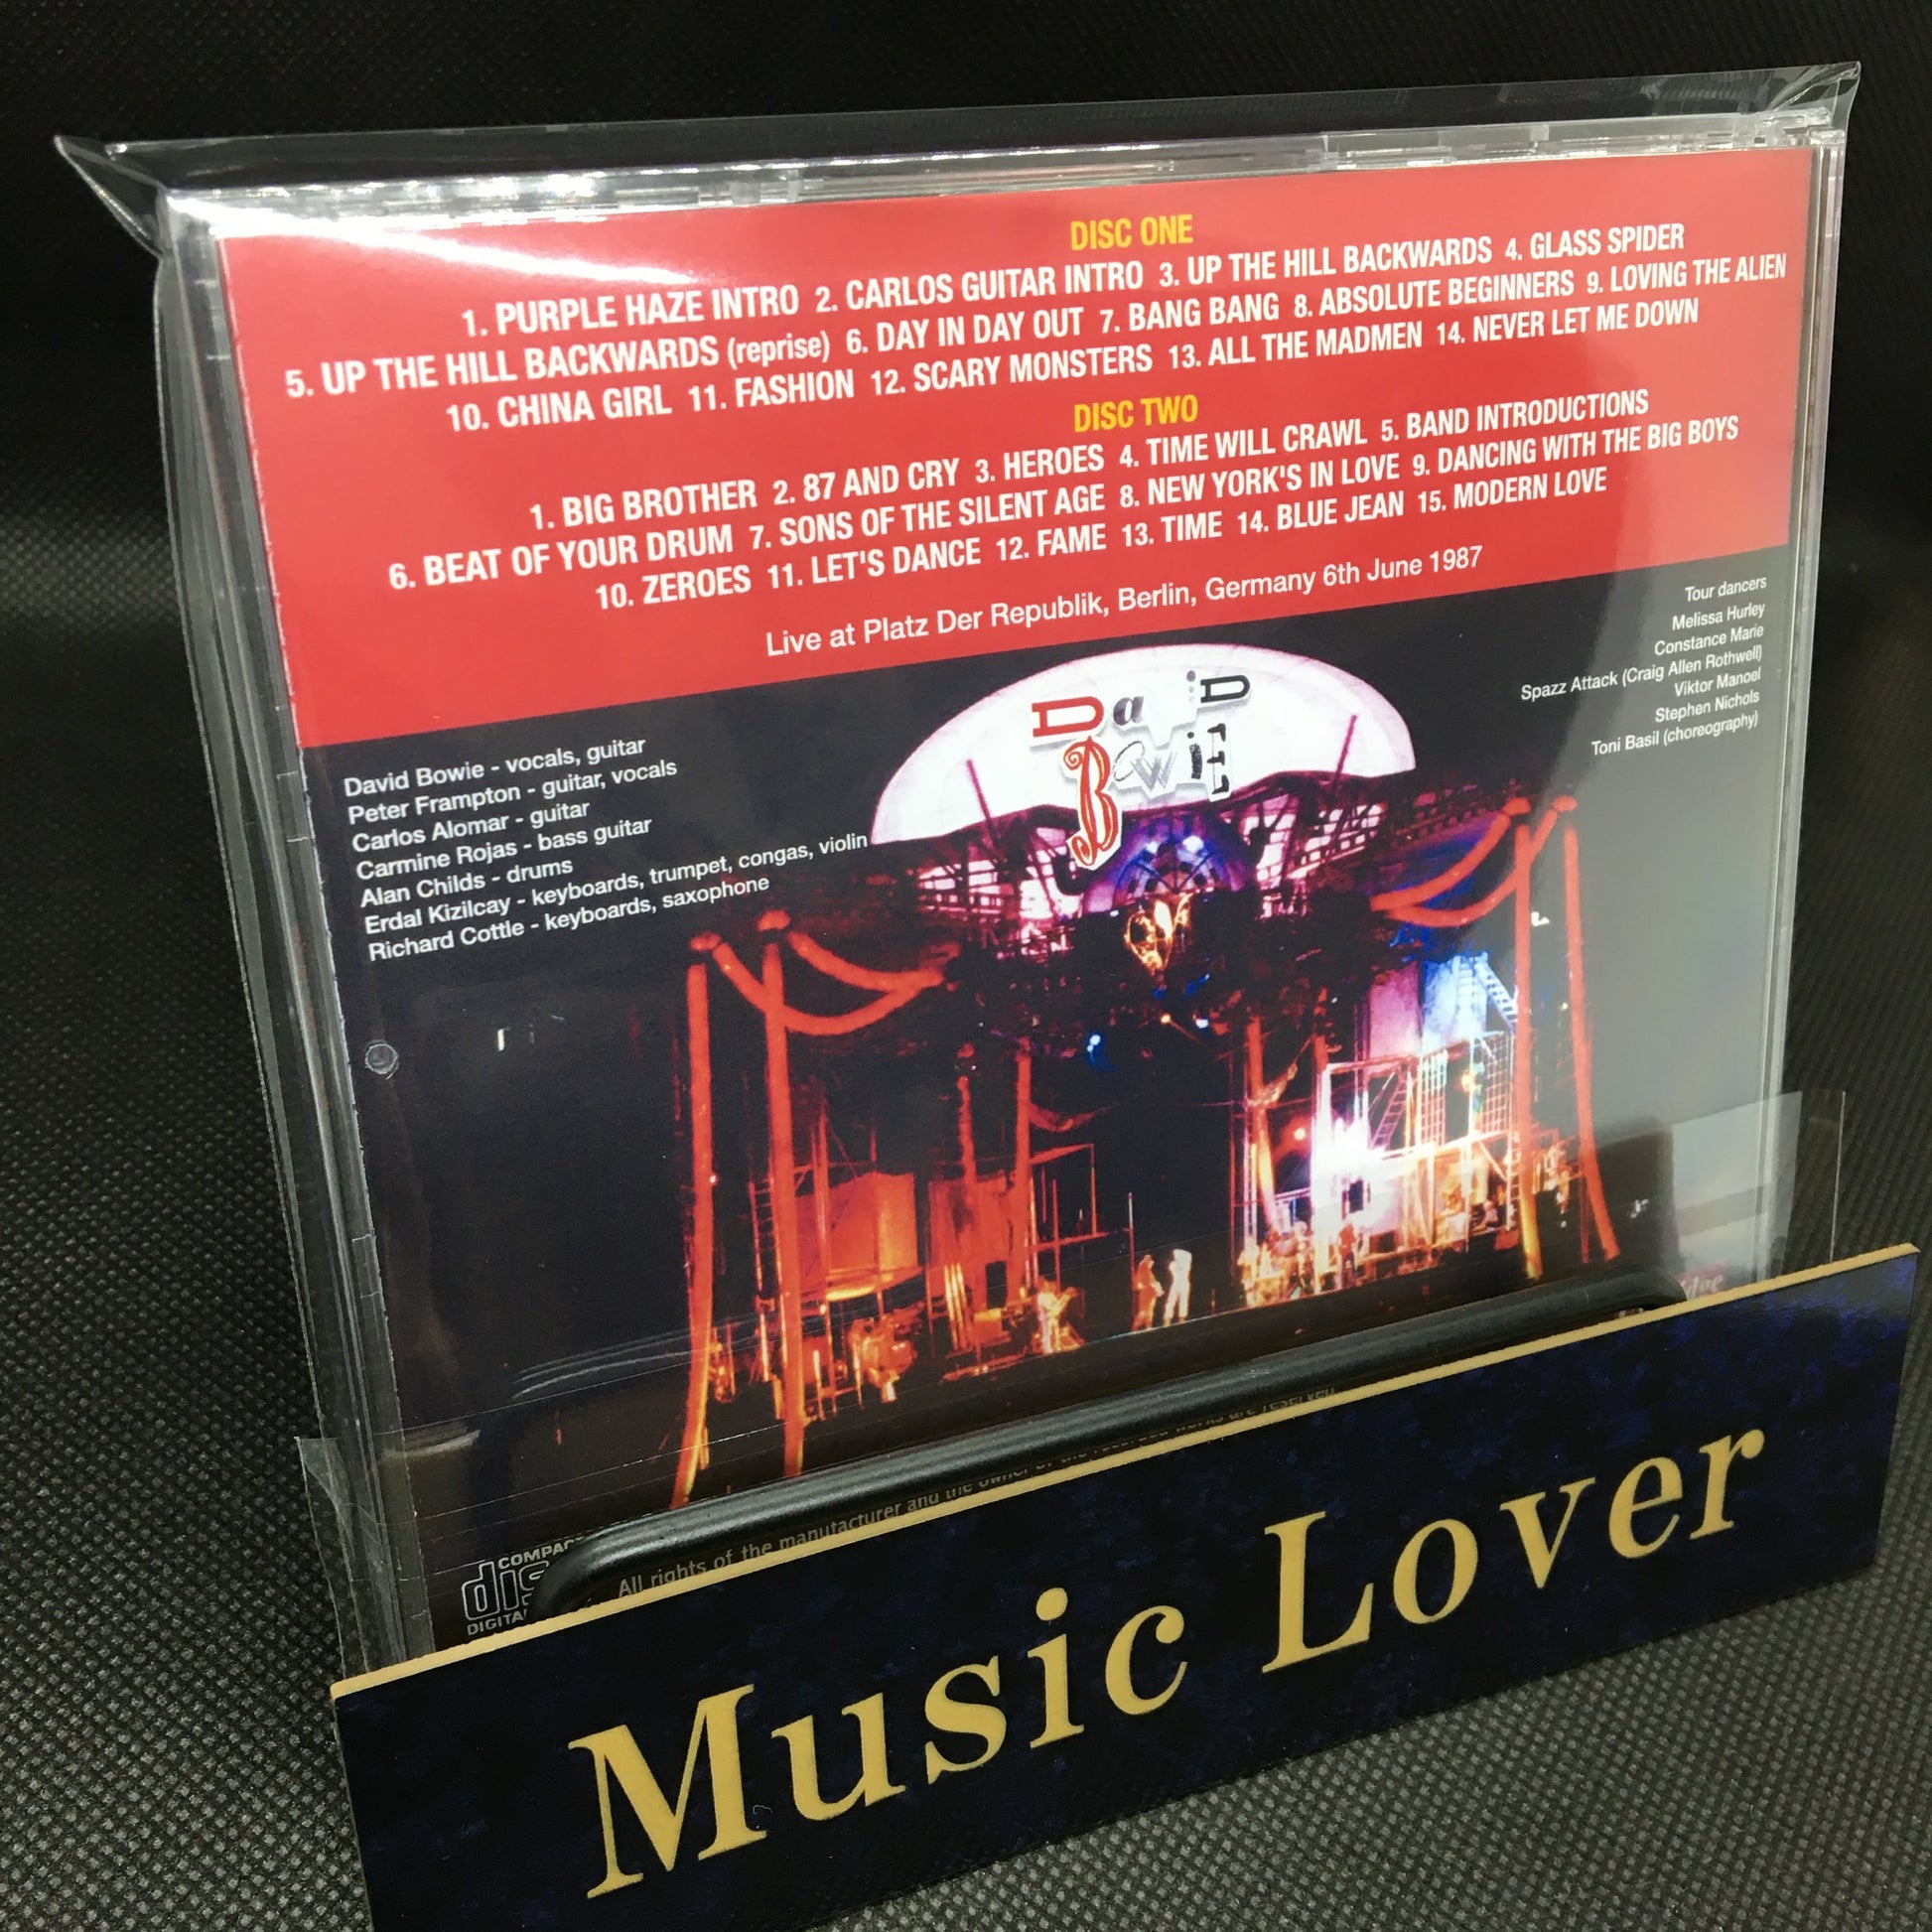 DISC ONE
1. PURPLE HAZE INTRO 2. CARLOS GUITAR INTRO 3. UP THE HILL BACKWARDS 4. GLASS SPIDER
5. UP THE HILL BACKWARDS (reprise) 6. DAY IN DAY OUT 7. BANG BANG 8. ABSOLUTE BEGINNERS 9. LOVING THE ALIEN
10. CHINA GIRL 11. FASHION 12. SCARY MONSTERS 13. ALL THE MADMEN 14. NEVER LET ME DOWN
DISC TWO
1. BIG BROTHER 2. 87 AND CRY 3. HEROES 4. TIME WILL CRAWL 5. BAND INTRODUCTIONS
6. BEAT OF YOUR DRUM 7. SONS OF THE SILENT AGE 8. NEW YORK'S IN LOVE 9. DANCING WITH THE BIG BOYS
10. ZEROES 11. LET'S DANCE 12. FAME 13. TIME 14. BLUE JEAN 15. MODERN LOVE
Live at Platz Der Republik, Berlin, Germany 6th June 1987
David Bowie - vocals, guitar
Peter Frampton - guitar, vocals
Carlos Alomar - guitar
Carmine Rojas - bass guitar
Alan Childs - drums
Erdal Kizilcay - keyboards, trumpet, congas, violin
Richard Cottle - keyboards, saxophone
DaviD
BowiE
Tour dancers
Melissa Hurley
Constance Marie
Spazz Attack (Craig Allen Rothwell)
Viktor Manoel
Stephen Nichols
Toni Basil (choreography)
All rights of the manufacturer and the owner of the recorded works are reserved
DIGITAL
Music Lover